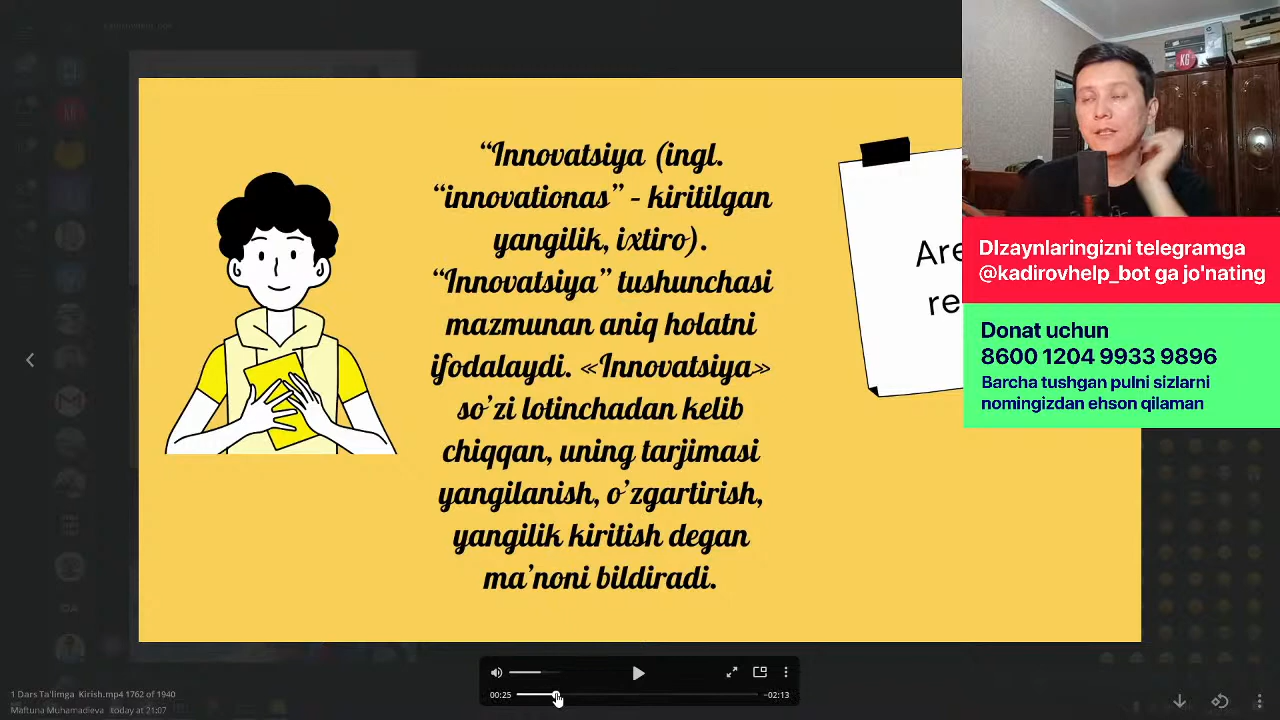 “Innovatsiya (ingl.
“innovationas” – kiritilgan
yangilik, ixtiro).
“Innovatsiya” tushunchasi
mazmunan aniq holatni
ifodalaydi. «Innovatsiya»
so’zi lotinchadan kelib
chiqqan, uning tarjimasi
yangilanish, o’zgartirish,
yangilik kiritish degan
ma’noni bildiradi.
Are
re
KG
DIzaynlaringizni telegramga
@kadirovhelp_bot ga jo'nating
Donat uchun
8600 1204 9933 9896
Barcha tushgan pulni sizlarni
nomingizdan ehson qilaman
00:25
−02:13
1 Dars Ta'limga Kirish.mp4 1762 of 1940
Maftuna Muhamadieva today at 21:07